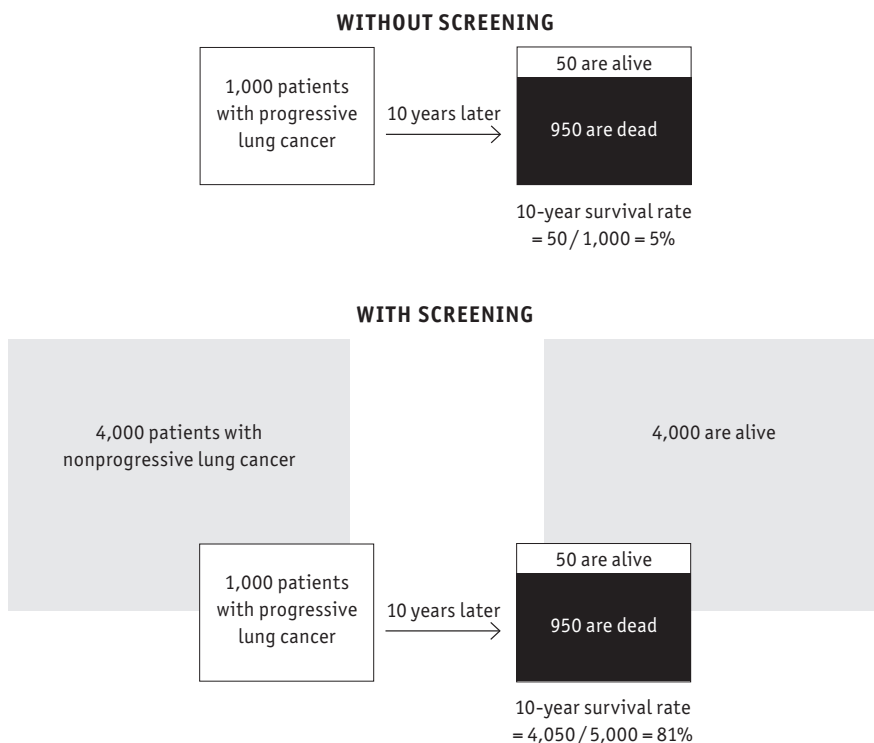 WITHOUT SCREENING
1,000 patients
with progressive
lung cancer
10 years later
50 are alive
950 are dead
10-year survival rate
= 50 / 1,000 = 5%
WITH SCREENING
4,000 patients with
nonprogressive lung cancer
4,000 are alive
1,000 patients
with progressive
lung cancer
10 years later
50 are alive
950 are dead
10-year survival rate
= 4,050 / 5,000 = 81%